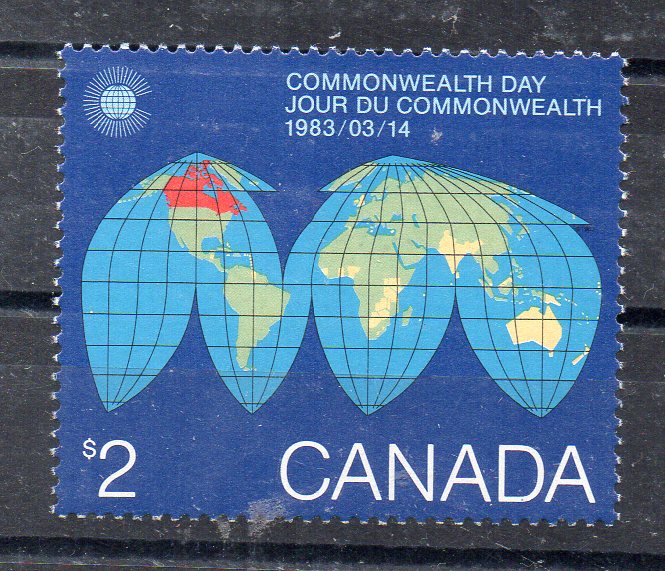 COMMONWEALTH DAY
JOUR DU COMMONWEALTH
1983/03/14
$2
CANADA